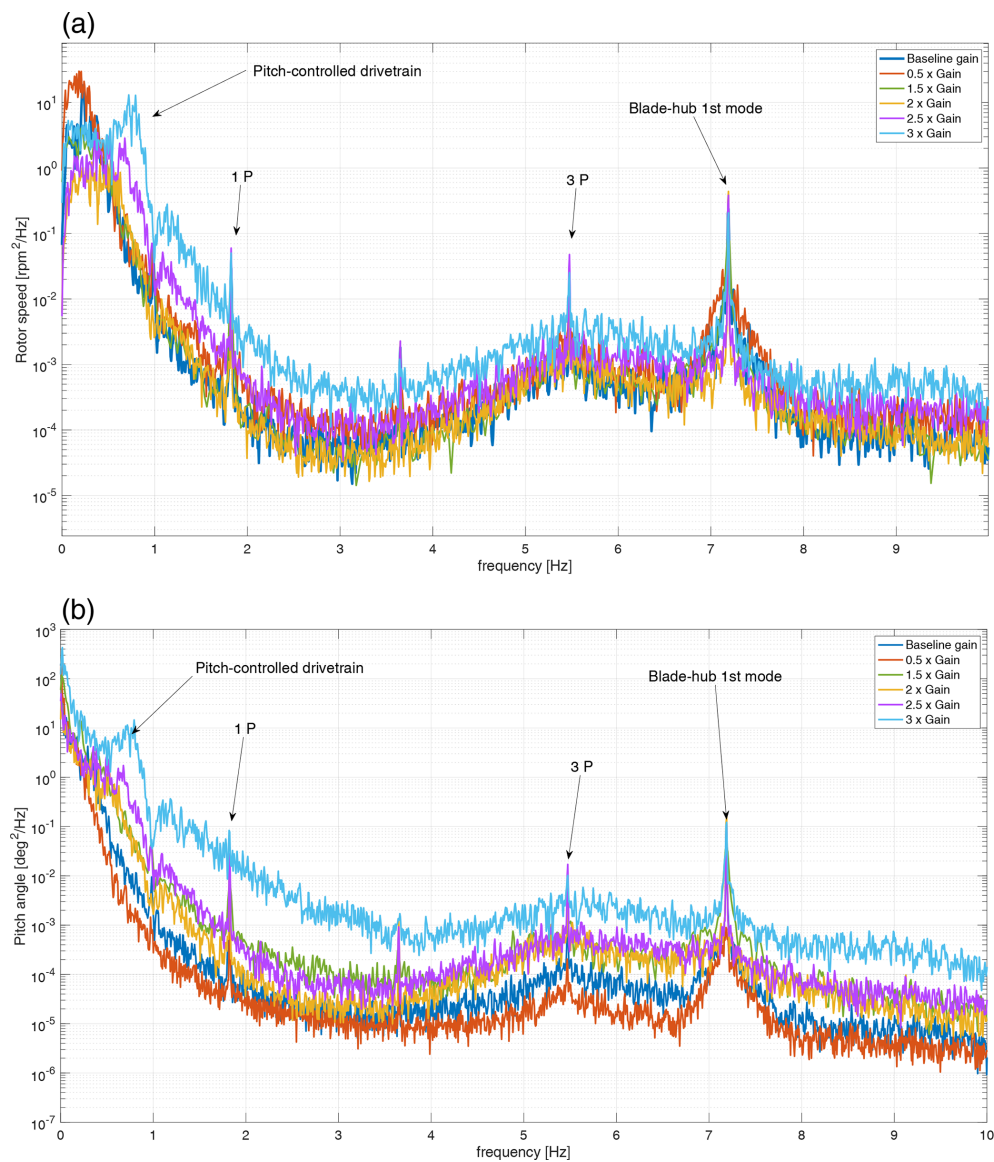 (a)
Pitch-controlled drivetrain
Blade-hub 1st mode
1 P
3 P
Baseline gain
0.5 x Gain
1.5 x Gain
2 x Gain
2.5 x Gain
3 x Gain
Rotor speed [rpm²/Hz]
10¹
10⁰
10⁻¹
10⁻²
10⁻³
10⁻⁴
10⁻⁵
0 1 2 3 4 5 6 7 8 9
frequency [Hz]
(b)
Pitch-controlled drivetrain
Blade-hub 1st mode
1 P
3 P
Baseline gain
0.5 x Gain
1.5 x Gain
2 x Gain
2.5 x Gain
3 x Gain
Pitch angle [deg²/Hz]
10³
10²
10¹
10⁰
10⁻¹
10⁻²
10⁻³
10⁻⁴
10⁻⁵
10⁻⁶
10⁻⁷
0 1 2 3 4 5 6 7 8 9 10
frequency [Hz]